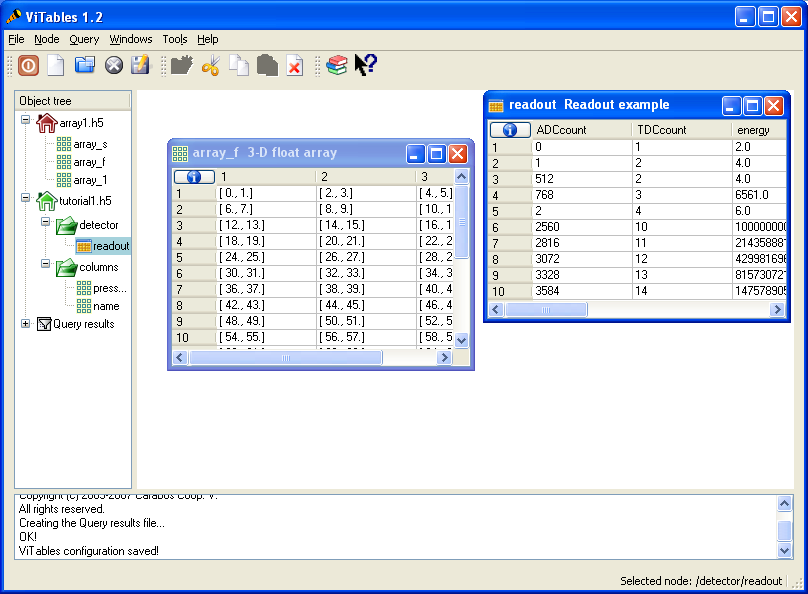 ViTables 1.2
File Node Query Windows Tools Help
Object tree
array1.h5
array_s
array_f
array_1
tutorial1.h5
detector
readout
columns
press...
name
Query results
array_f 3-D float array
1 2 3
1 [ 0., 1.] [ 2., 3.] [ 4., 5.]
2 [ 6., 7.] [ 8., 9.] [ 10., 1
3 [ 12., 13.] [ 14., 15.] [ 16., 1
4 [ 18., 19.] [ 20., 21.] [ 22., 2
5 [ 24., 25.] [ 26., 27.] [ 28., 2
6 [ 30., 31.] [ 32., 33.] [ 34., 3
7 [ 36., 37.] [ 38., 39.] [ 40., 4
8 [ 42., 43.] [ 44., 45.] [ 46., 4
9 [ 48., 49.] [ 50., 51.] [ 52., 5
10 [ 54., 55.] [ 56., 57.] [ 58., 5
readout Readout example
ADCcount TDCcount energy
1 0 1 2.0
2 1 2 4.0
3 512 2 4.0
4 768 3 6561.0
5 2 4 6.0
6 2560 10 100000000
7 2816 11 214358881
8 3072 12 429981696
9 3328 13 815730721
10 3584 14 147578905
Copyright (c) 2005-2007 Carabos Coop. V.
All rights reserved.
Creating the Query results file...
OK!
ViTables configuration saved!
Selected node: /detector/readout